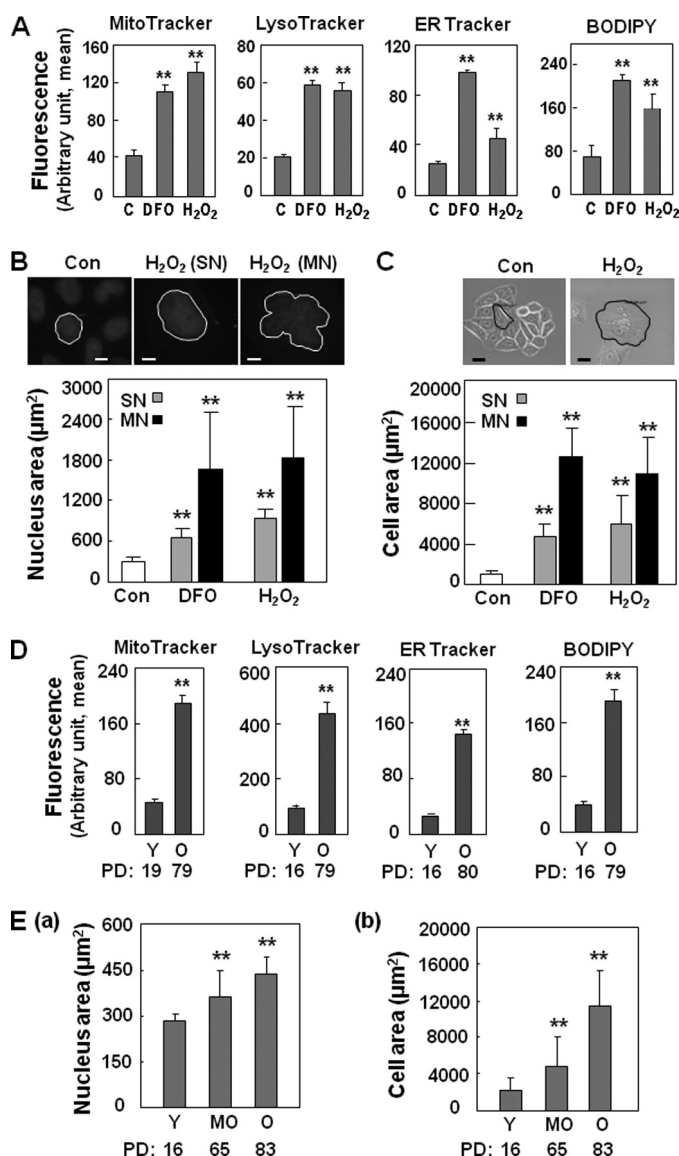 A
MitoTracker LysoTracker ER Tracker BODIPY
Fluorescence
(Arbitrary unit, mean)
160
120
80
40
0
80
60
40
20
0
120
80
40
0
240
160
80
0
** ** ** ** ** ** ** **
C DFO H₂O₂ C DFO H₂O₂ C DFO H₂O₂ C DFO H₂O₂
B
Con H₂O₂ (SN) H₂O₂ (MN)
Nucleus area (µm²)
3000
2400
1800
1200
600
0
SN
MN
** ** ** **
Con DFO H₂O₂
C
Con H₂O₂
Cell area (µm²)
20000
16000
12000
8000
4000
0
SN
MN
** ** ** **
Con DFO H₂O₂
D
MitoTracker LysoTracker ER Tracker BODIPY
Fluorescence
(Arbitrary unit, mean)
240
160
80
0
600
400
200
0
240
160
80
0
240
160
80
0
** ** ** **
Y O Y O Y O Y O
PD: 19 79 PD: 16 79 PD: 16 80 PD: 16 79
E (a)
Nucleus area (µm²)
600
450
300
150
0
** **
Y MO O
PD: 16 65 83
(b)
Cell area (µm²)
20000
16000
12000
8000
4000
0
** **
Y MO O
PD: 16 65 83